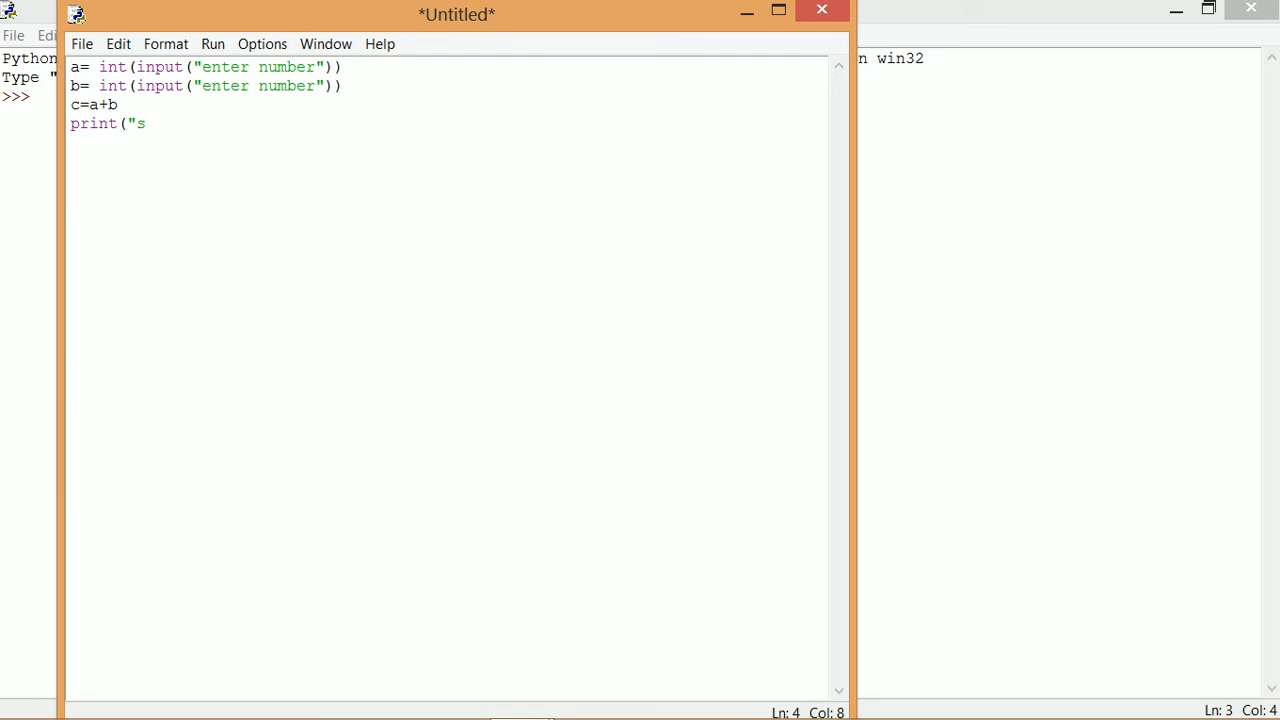 *Untitled*
File Edit Format Run Options Window Help
a= int(input("enter number"))
b= int(input("enter number"))
c=a+b
print("s
Ln: 4 Col: 8
File Edi
Python
n win32
Type "
>>>
Ln: 3 Col: 4